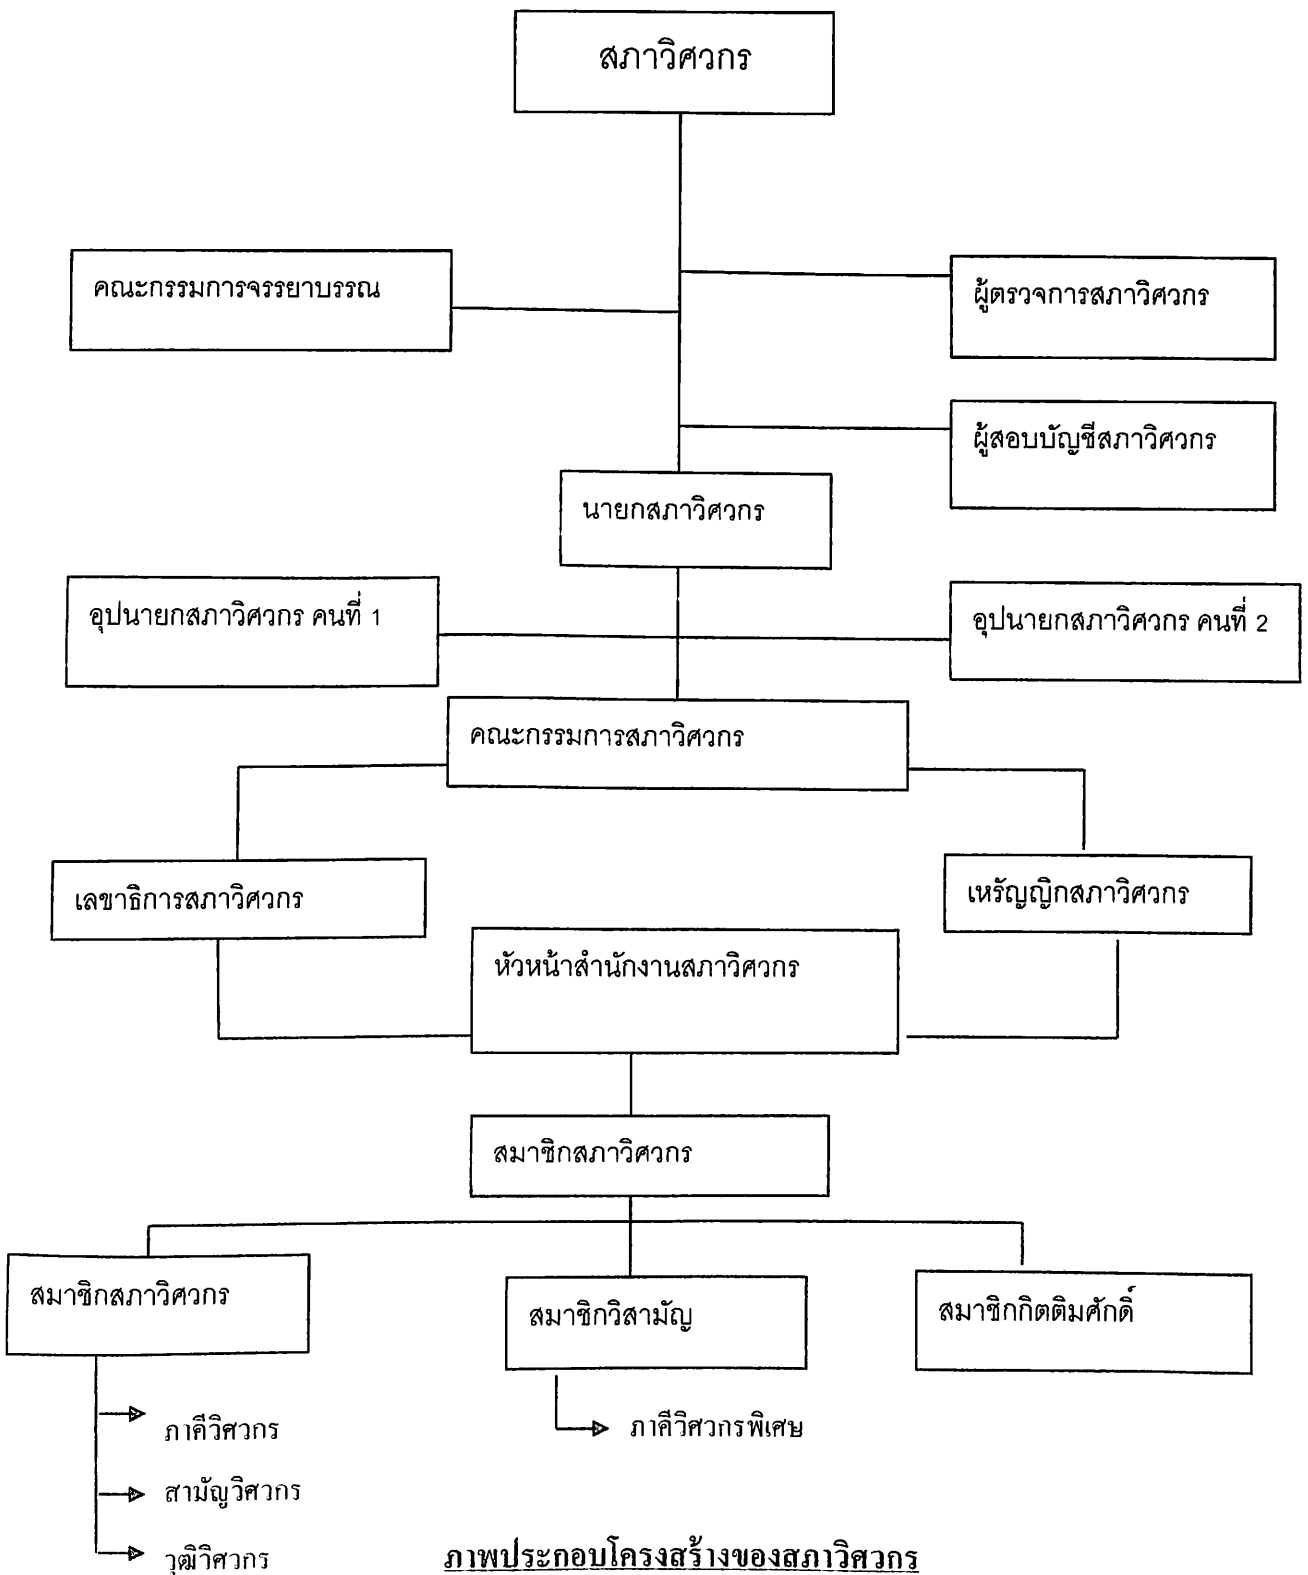 สภาวิศวกร
คณะกรรมการจรรยาบรรณ
ผู้ตรวจการสภาวิศวกร
ผู้สอบบัญชีสภาวิศวกร
นายกสภาวิศวกร
อุปนายกสภาวิศวกร คนที่ 1
อุปนายกสภาวิศวกร คนที่ 2
คณะกรรมการสภาวิศวกร
เลขาธิการสภาวิศวกร
เหรัญญิกสภาวิศวกร
หัวหน้าสำนักงานสภาวิศวกร
สมาชิกสภาวิศวกร
สมาชิกสภาวิศวกร
สมาชิกวิสามัญ
สมาชิกกิตติมศักดิ์
ภาคีวิศวกร
สามัญวิศวกร
วุฒิวิศวกร
ภาคีวิศวกรพิเศษ
ภาพประกอบโครงสร้างของสภาวิศวกร